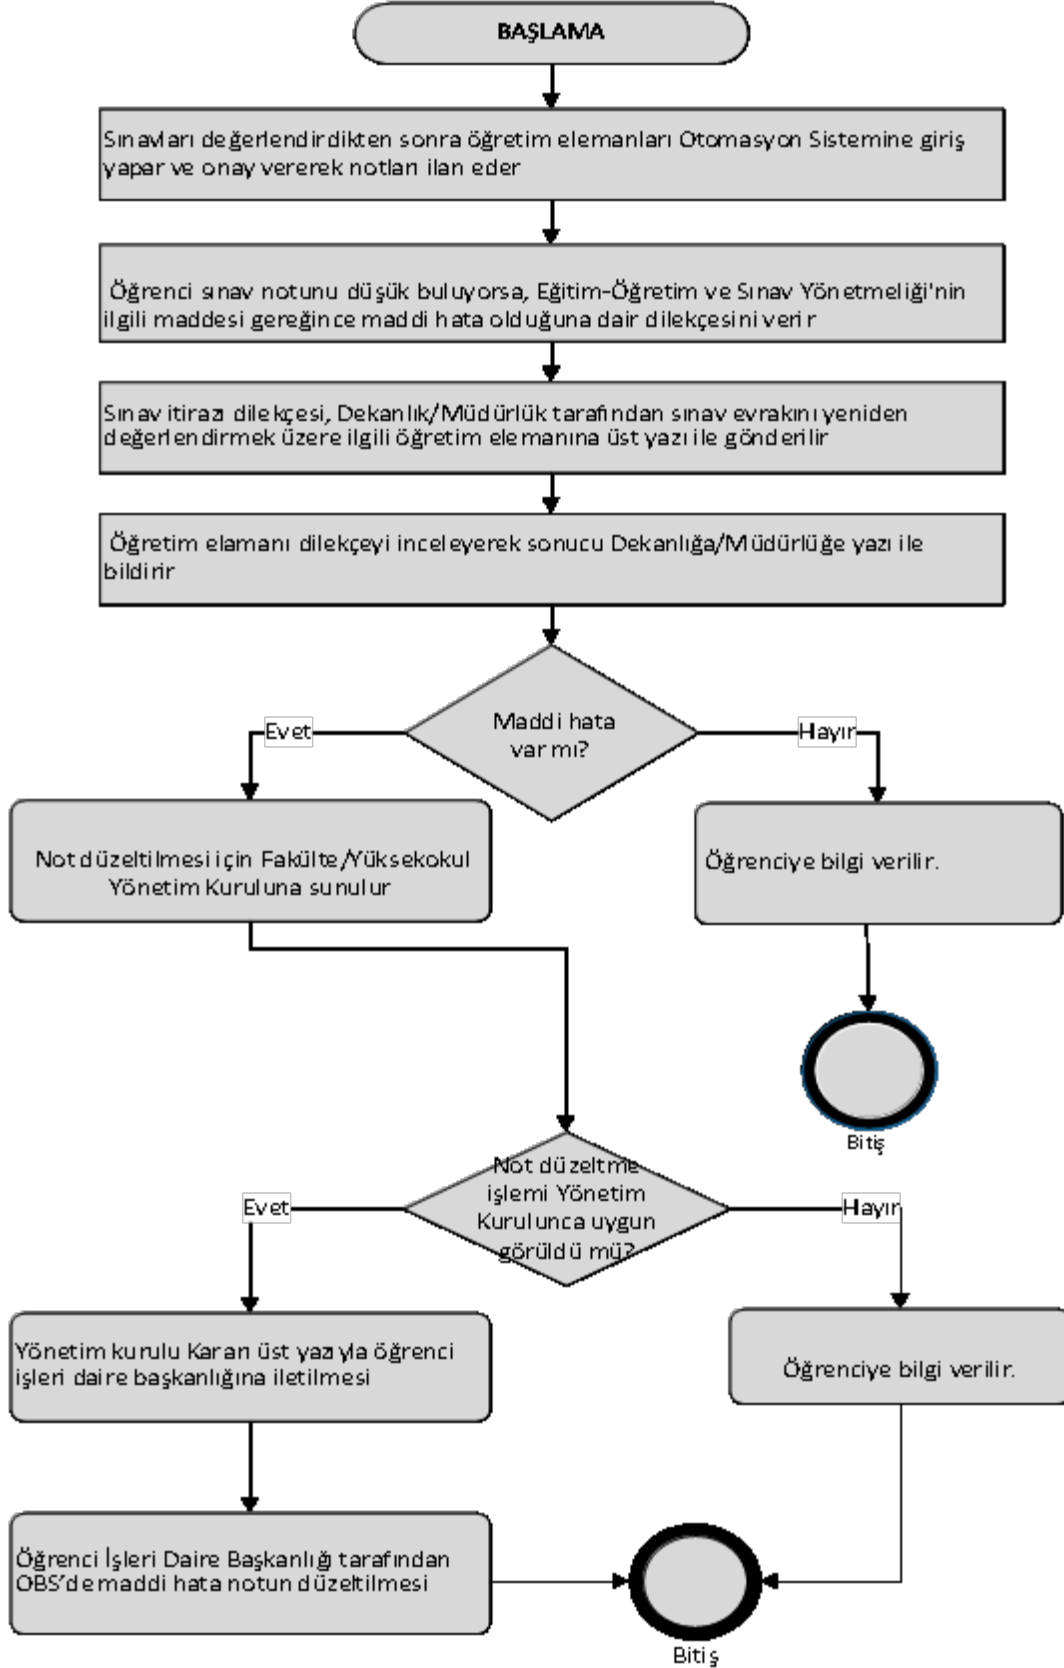 BAŞLAMA
Sınavları değerlendirdikten sonra öğretim elemanları Otomasyon Sistemine giriş
yapar ve onay vererek notları ilan eder
Öğrenci sınav notunu düşük buluyorsa, Eğitim-Öğretim ve Sınav Yönetmeliği'nin
ilgili maddesi gereğince maddi hata olduğuna dair dilekçesini verir
Sınav itirazı dilekçesi, Dekanlık/Müdürlük tarafından sınav evrakını yeniden
değerlendirmek üzere ilgili öğretim elemanına üst yazı ile gönderilir
Öğretim elamanı dilekçeyi inceleyerek sonucu Dekanlığa/Müdürlüğe yazı ile
bildirir
Maddi hata
var mı?
Evet
Hayır
Not düzeltilmesi için Fakülte/Yüksekokul
Yönetim Kuruluna sunulur
Öğrenciye bilgi verilir.
Bitiş
Not düzeltme
işlemi Yönetim
Kurulunca uygun
görüldü mü?
Evet
Hayır
Yönetim kurulu Kararı üst yazıyla öğrenci
işleri daire başkanlığına iletilmesi
Öğrenciye bilgi verilir.
Öğrenci İşleri Daire Başkanlığı tarafından
OBS'de maddi hata notun düzeltilmesi
Bitiş